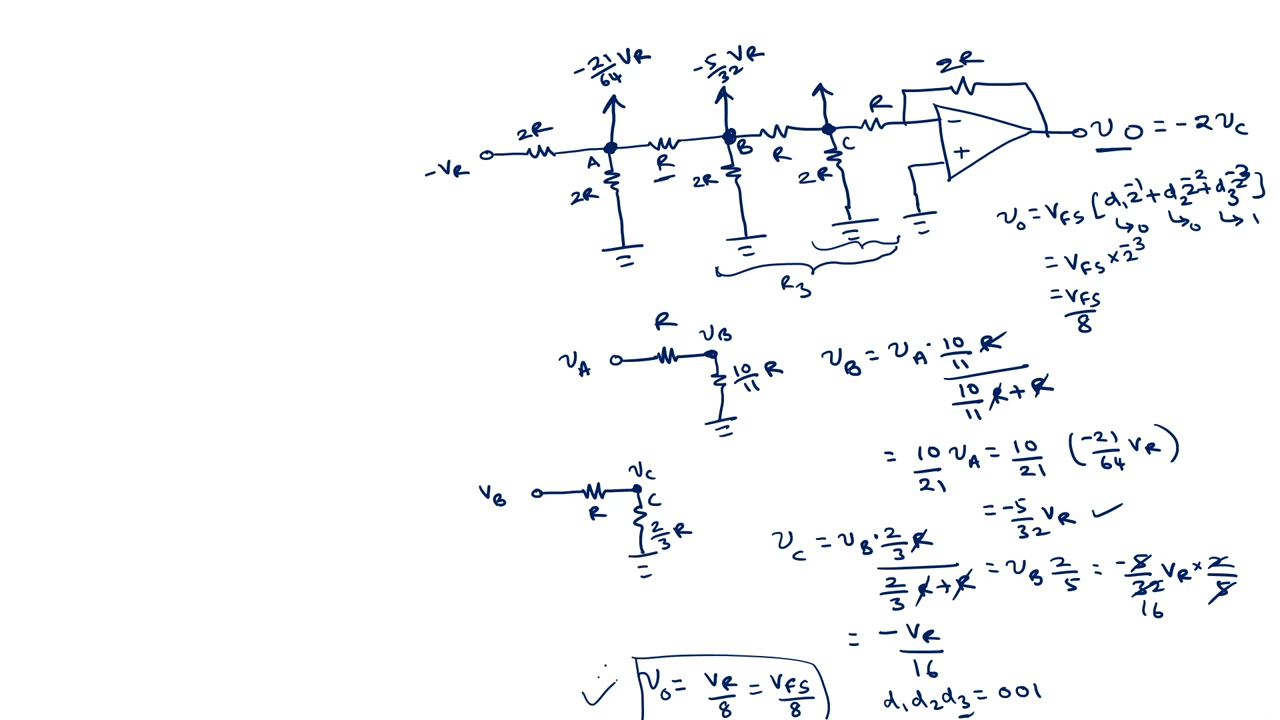 -21/64 VR
-5/32 VR
2R
2R
A
R
B
R
C
R
-VR
2R
2R
2R
-
+
υo = -2υc
R3
υo = VFS [d1 2^-1 + d2 2^-2 + d3 2^-3]
↳0 ↳0 ↳1
= VFS × 2^-3
= VFS/8
R
υB
υA
10/11 R
υB = υA · 10/11 R / (10/11 R + R)
= 10/21 υA = 10/21 (-21/64 VR)
= -5/32 VR ✓
υc
VB
R
C
2/3 R
υc = υB · 2/3 R / (2/3 R + R) = υB 2/5 = -5/32 VR × 2/5
16
= -VR/16
✓ υo = VR/8 = VFS/8
d1d2d3 = 001